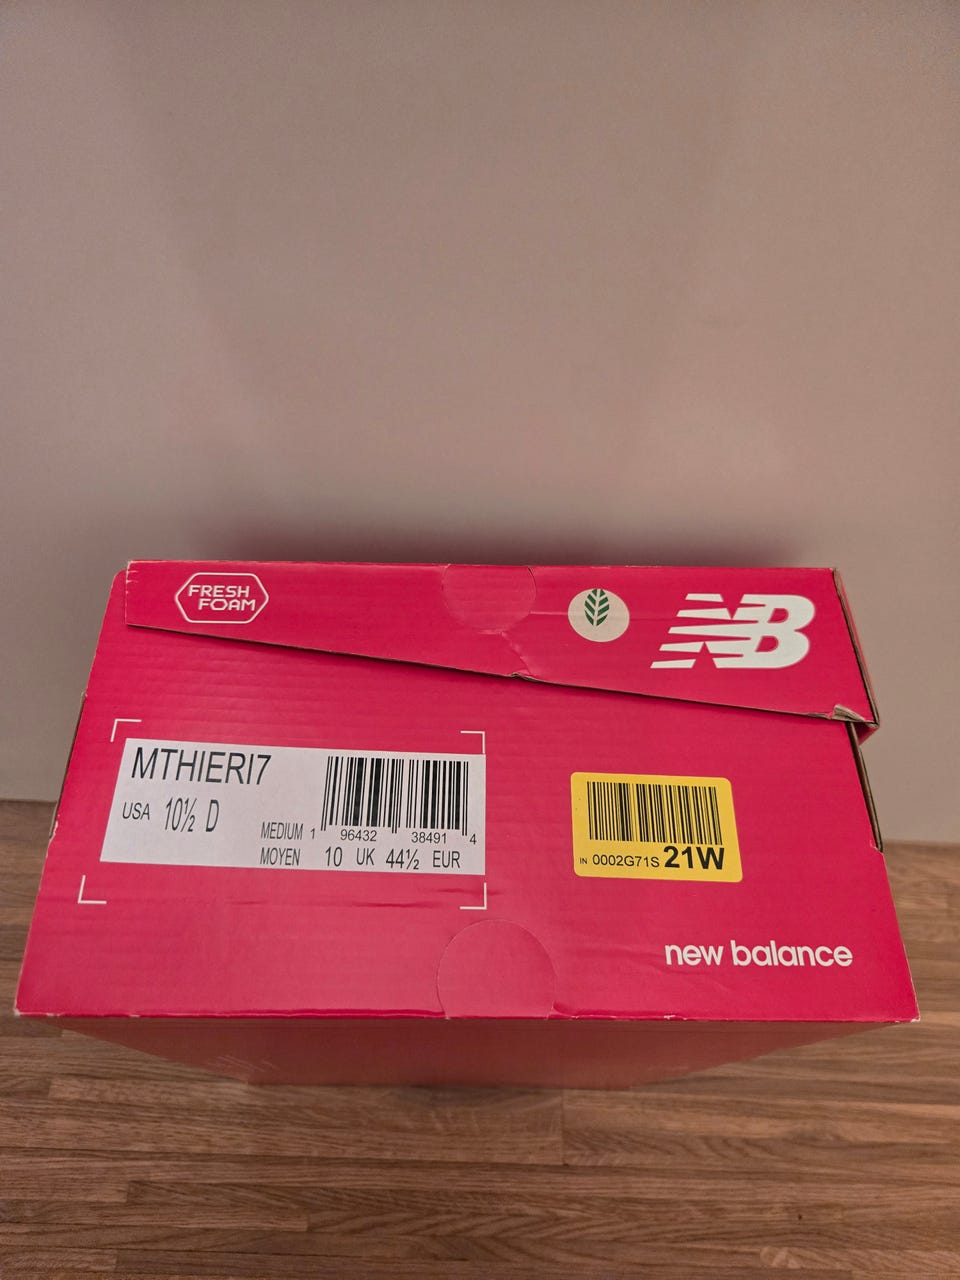 FRESH
FOAM
NB
MTHIERI7
USA 10½ D
MEDIUM
MOYEN
1 96432 38491 4
10 UK 44½ EUR
IN 0002G71S 21W
new balance